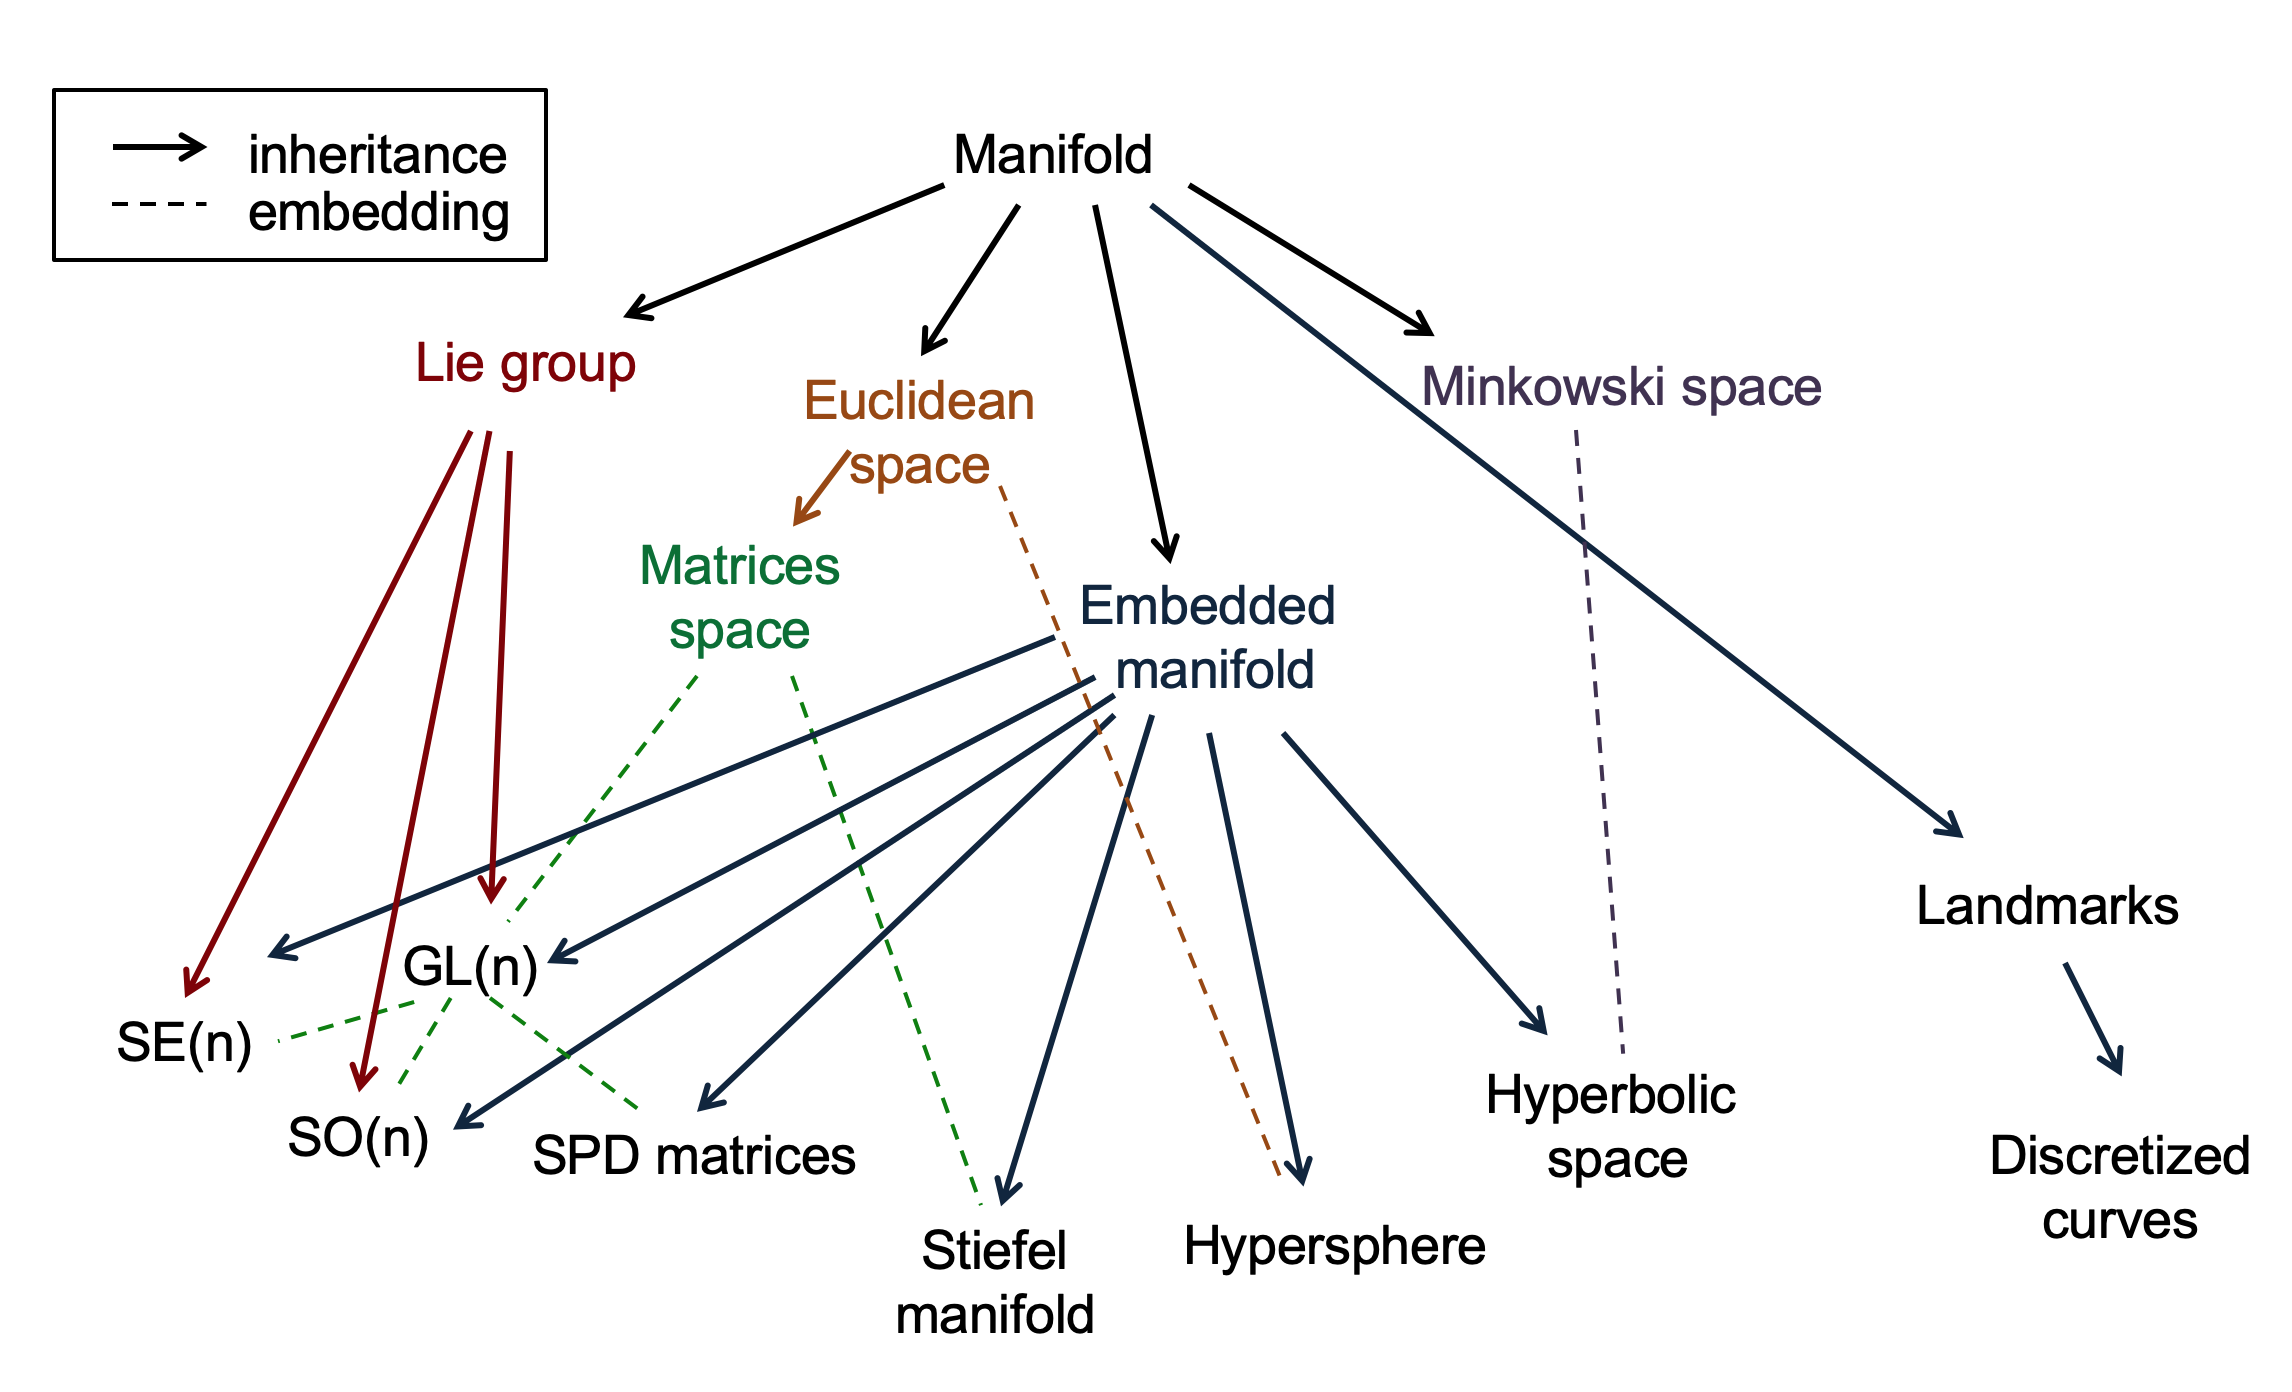 inheritance
embedding
Manifold
Lie group
Euclidean
space
Minkowski space
Matrices
space
Embedded
manifold
Landmarks
GL(n)
SE(n)
SO(n)
SPD matrices
Hyperbolic
space
Discretized
curves
Stiefel
manifold
Hypersphere